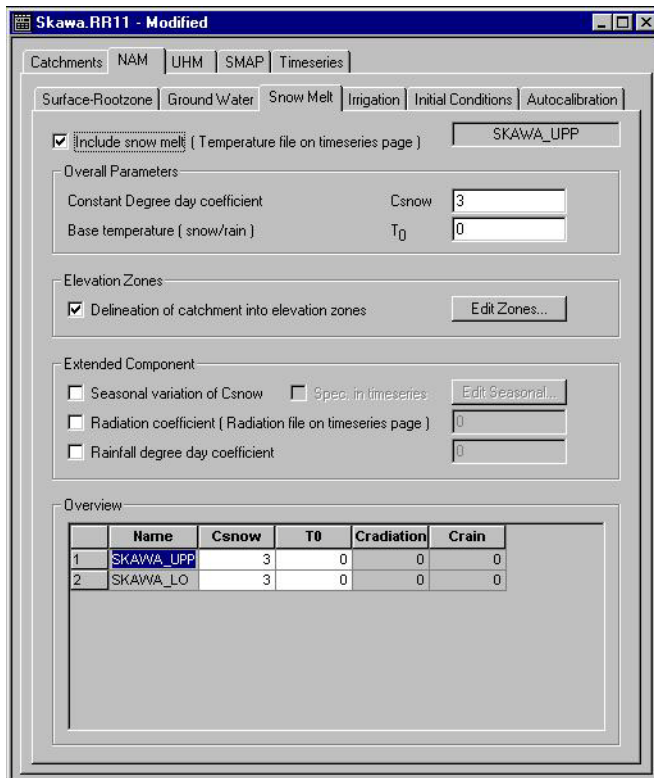 Skawa.RR11 - Modified
Catchments NAM UHM SMAP Timeseries
Surface-Rootzone Ground Water Snow Melt Irrigation Initial Conditions Autocalibration
Include snow melt ( Temperature file on timeseries page ) SKAWA_UPP
Overall Parameters
Constant Degree day coefficient Csnow 3
Base temperature ( snow/rain ) T0 0
Elevation Zones
Delineation of catchment into elevation zones Edit Zones...
Extended Component
Seasonal variation of Csnow Spec. in timeseries Edit Seasonal...
Radiation coefficient ( Radiation file on timeseries page ) 0
Rainfall degree day coefficient 0
Overview
Name Csnow T0 Cradiation Crain
1 SKAWA_UPP 3 0 0 0
2 SKAWA_LO 3 0 0 0